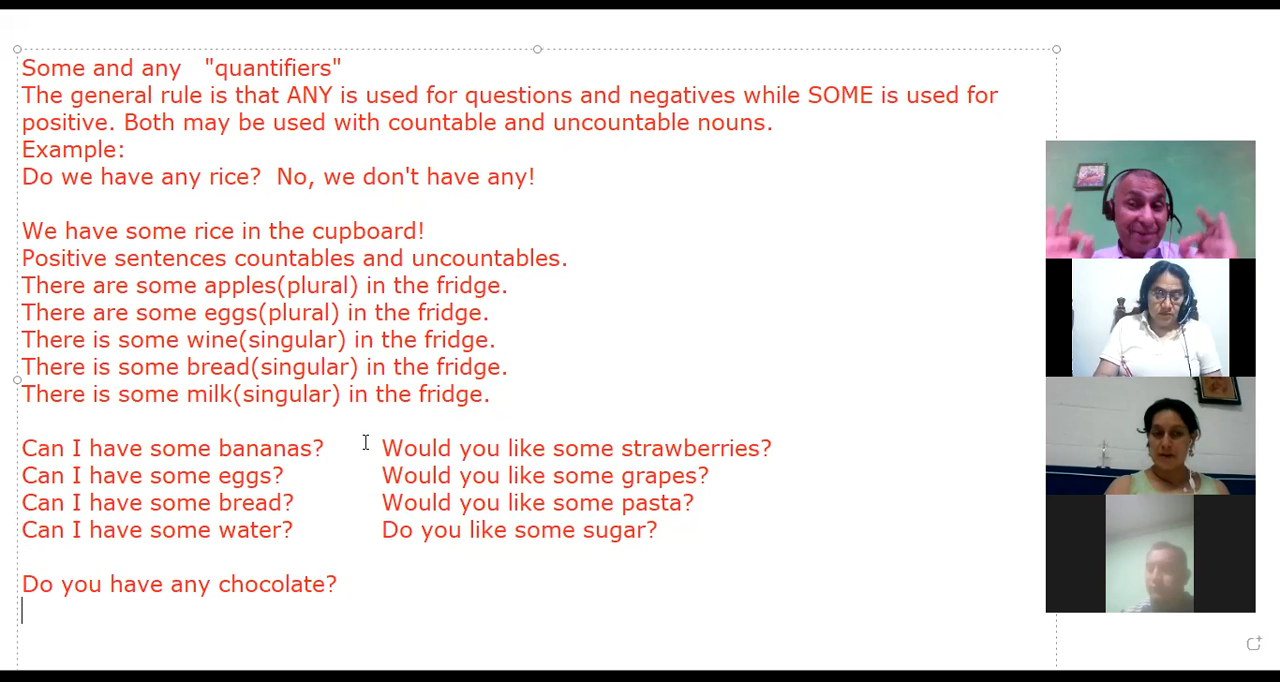 Some and any "quantifiers"
The general rule is that ANY is used for questions and negatives while SOME is used for
positive. Both may be used with countable and uncountable nouns.
Example:
Do we have any rice? No, we don't have any!
We have some rice in the cupboard!
Positive sentences countables and uncountables.
There are some apples(plural) in the fridge.
There are some eggs(plural) in the fridge.
There is some wine(singular) in the fridge.
There is some bread(singular) in the fridge.
There is some milk(singular) in the fridge.
Can I have some bananas? Would you like some strawberries?
Can I have some eggs? Would you like some grapes?
Can I have some bread? Would you like some pasta?
Can I have some water? Do you like some sugar?
Do you have any chocolate?